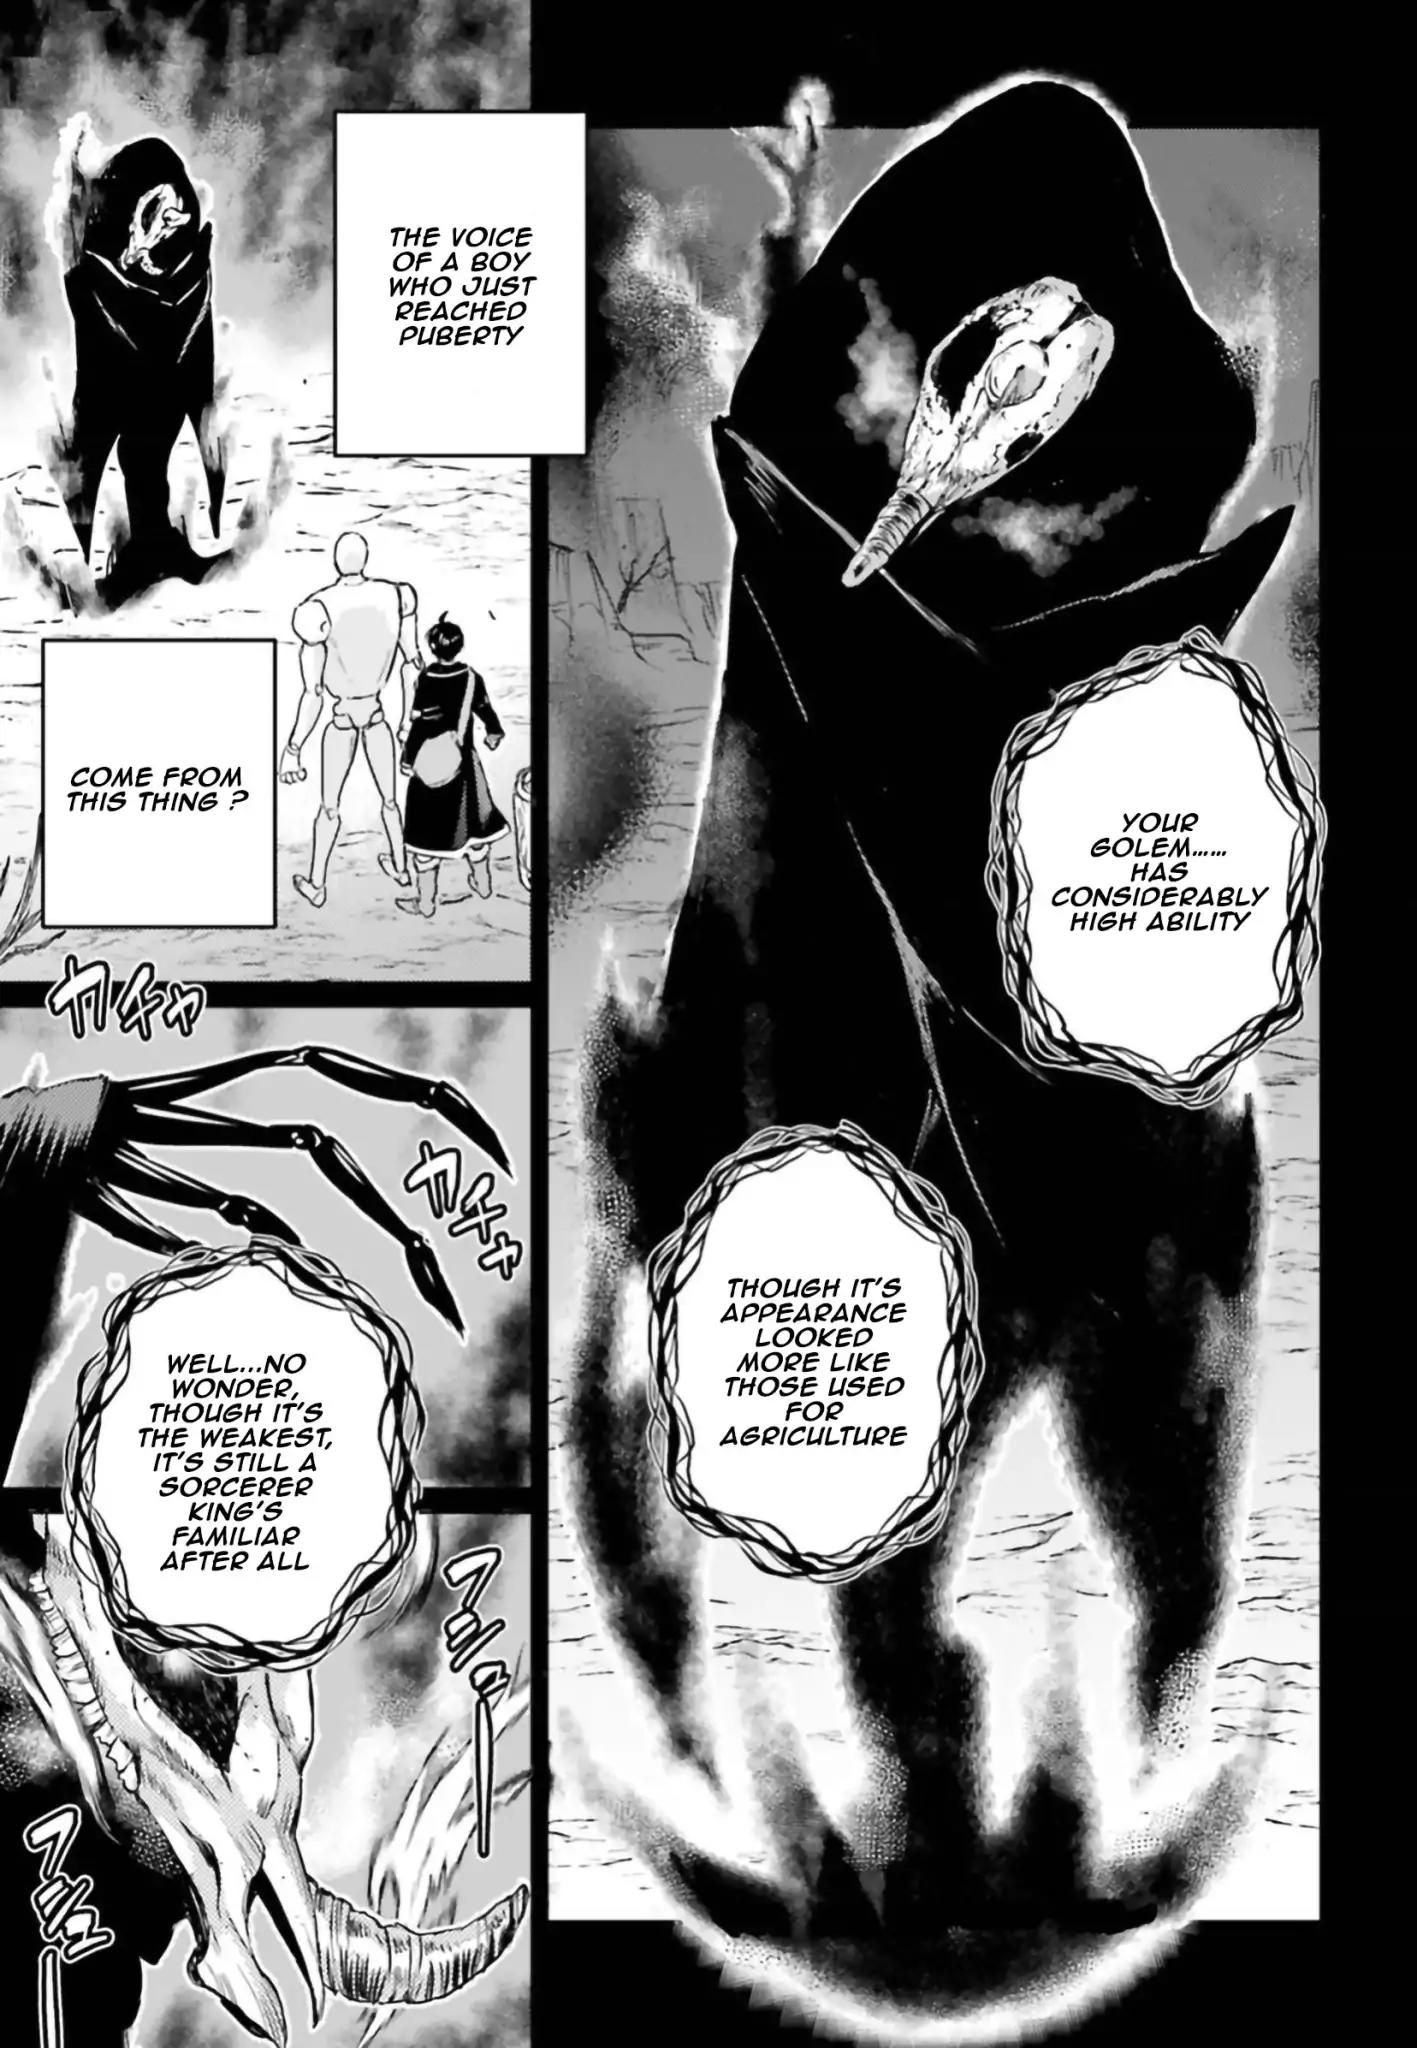 YOUR
GOLEM......
HAS
CONSIDERABLY
HIGH ABILITY
THOUGH IT'S
APPEARANCE
LOOKED
MORE LIKE
THOSE USED
FOR
AGRICULTURE
THE VOICE
OF A BOY
WHO JUST
REACHED
PUBERTY
COME FROM
THIS THING ?
カチャ
カチャ
WELL...NO
WONDER,
THOUGH IT'S
THE WEAKEST,
IT'S STILL A
SORCERER
KING'S
FAMILIAR
AFTER ALL
フシュー
フシュー